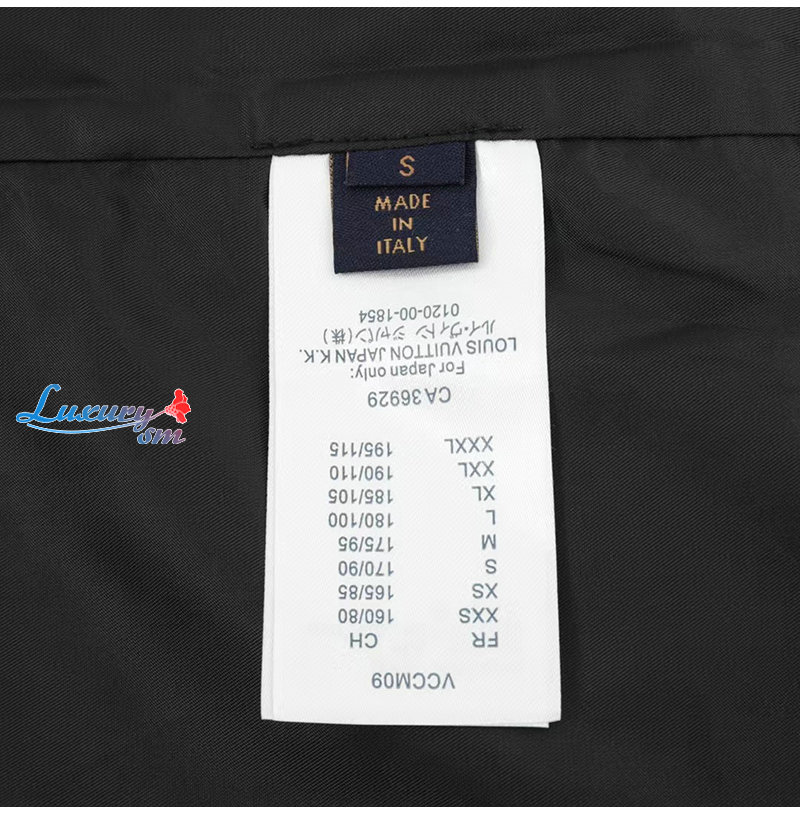 S
MADE
IN
ITALY
Luxury
sm
VCCM09
FR CH
XXS 160/80
XS 165/85
S 170/90
M 175/95
L 180/100
XL 185/105
XXL 190/110
XXXL 195/115
CA36929
For Japan only:
LOUIS VUITTON JAPAN K.K.
ルイ・ヴィトン ジャパン(株)
0120-00-1854